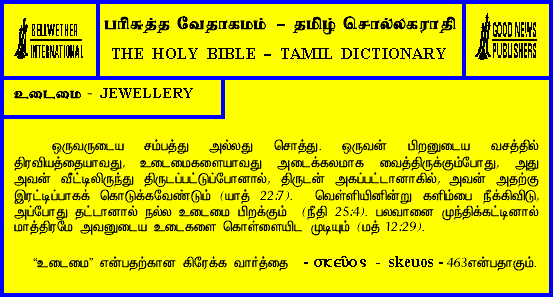 BELLWETHER
INTERNATIONAL
பரிசுத்த வேதாகமம் – தமிழ் சொல்லகராதி
THE HOLY BIBLE – TAMIL DICTIONARY
GOOD NEWS
PUBLISHERS
உடைமை - JEWELLERY
ஒருவருடைய சம்பத்து அல்லது சொத்து. ஒருவன் பிறனுடைய வசத்தில்
திரவியத்தையாவது, உடைமைகளையாவது அடைக்கலமாக வைத்திருக்கும்போது, அது
அவன் வீட்டிலிருந்து திருடப்பட்டுப்போனால், திருடன் அகப்பட்டானாகில், அவன் அதற்கு
இரட்டிப்பாகக் கொடுக்கவேண்டும் (யாத் 22:7). வெள்ளியினின்று களிம்பை நீக்கிவிடு,
அப்போது தட்டானால் நல்ல உடைமை பிறக்கும் (நீதி 25:4). பலவானை முந்திக்கட்டினால்
மாத்திரமே அவனுடைய உடைகளை கொள்ளையிட முடியும் (மத் 12:29).
“உடைமை” என்பதற்கான கிரேக்க வார்த்தை - σκεῦος - skeuos - 463என்பதாகும்.